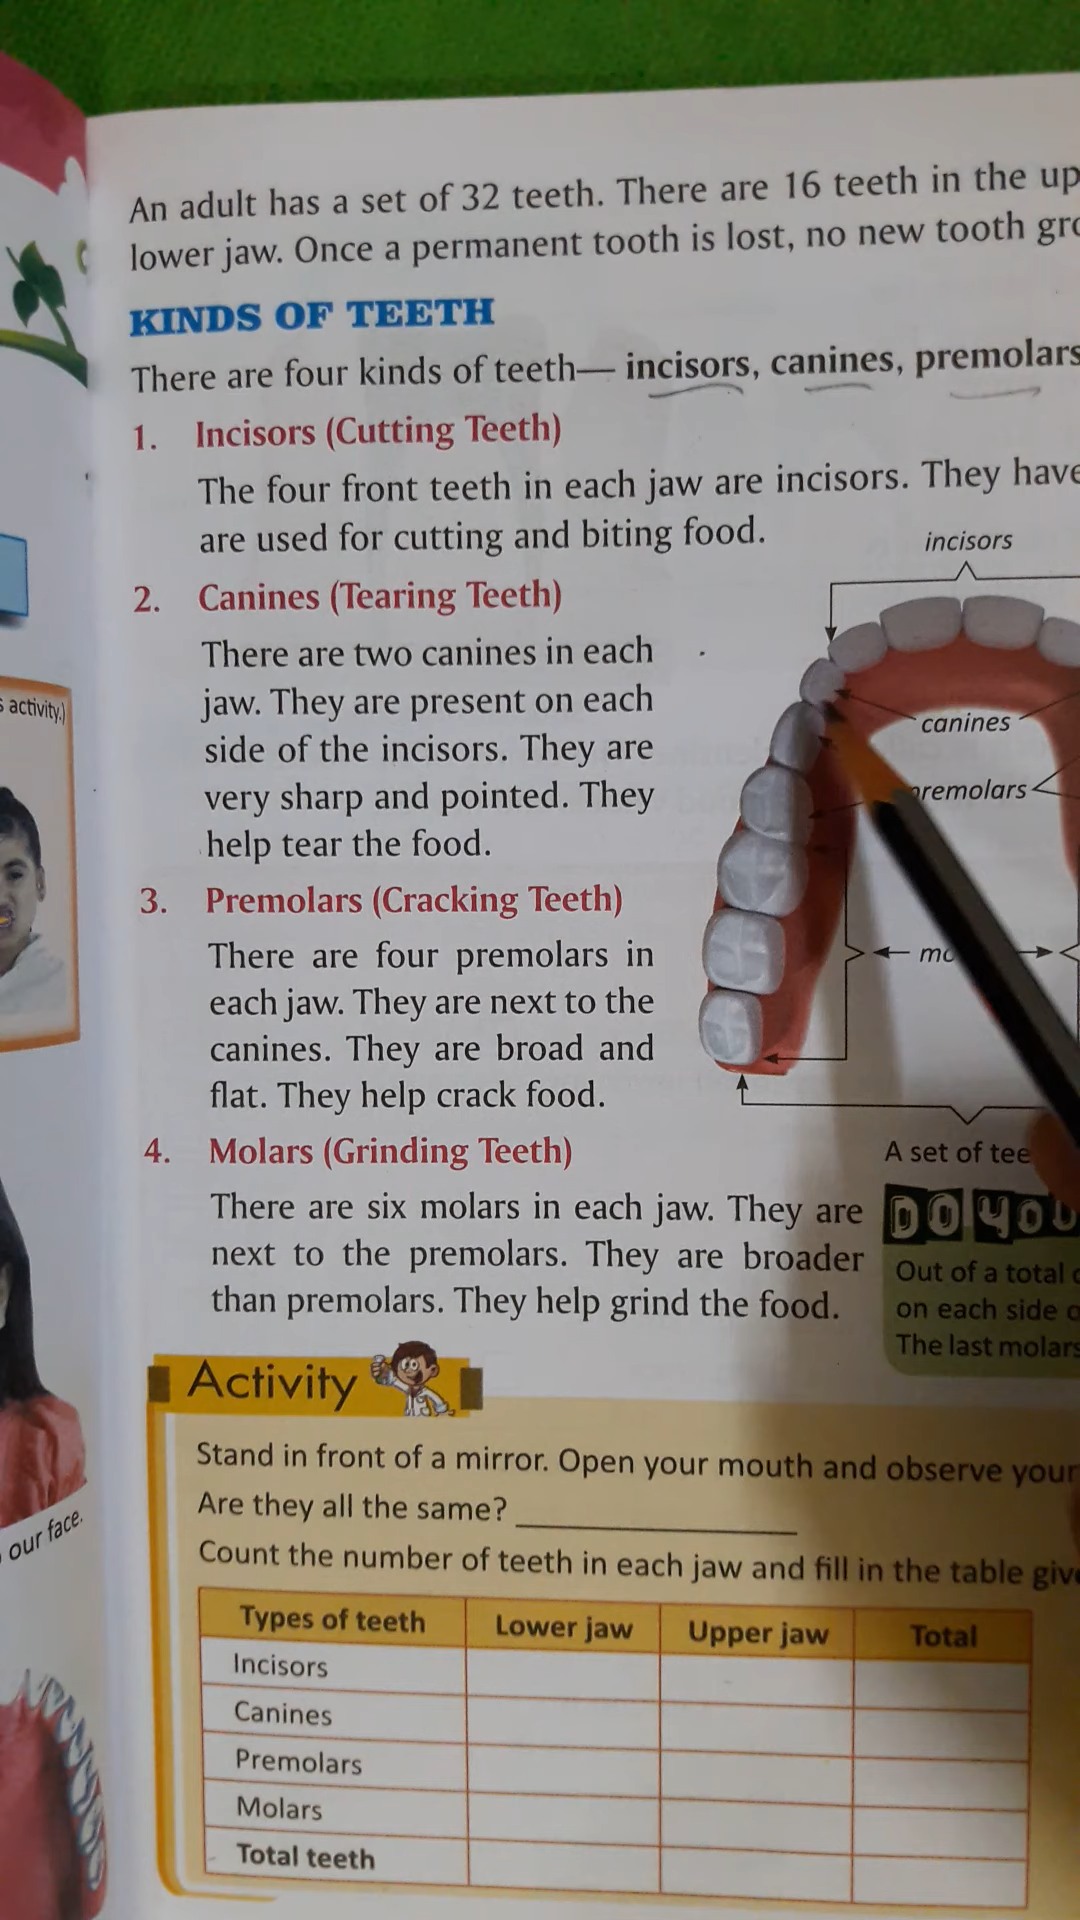 An adult has a set of 32 teeth. There are 16 teeth in the up
lower jaw. Once a permanent tooth is lost, no new tooth gro
KINDS OF TEETH
There are four kinds of teeth— incisors, canines, premolars
1. Incisors (Cutting Teeth)
The four front teeth in each jaw are incisors. They have
are used for cutting and biting food.
incisors
2. Canines (Tearing Teeth)
There are two canines in each
jaw. They are present on each
side of the incisors. They are
very sharp and pointed. They
help tear the food.
canines
premolars
3. Premolars (Cracking Teeth)
There are four premolars in
each jaw. They are next to the
canines. They are broad and
flat. They help crack food.
mo
4. Molars (Grinding Teeth)
There are six molars in each jaw. They are
next to the premolars. They are broader
than premolars. They help grind the food.
A set of tee
DO YOU
Out of a total
on each side o
The last molars
Activity
Stand in front of a mirror. Open your mouth and observe your
Are they all the same?
Count the number of teeth in each jaw and fill in the table give
Types of teeth Lower jaw Upper jaw Total
Incisors
Canines
Premolars
Molars
Total teeth
s activity.)
our face.